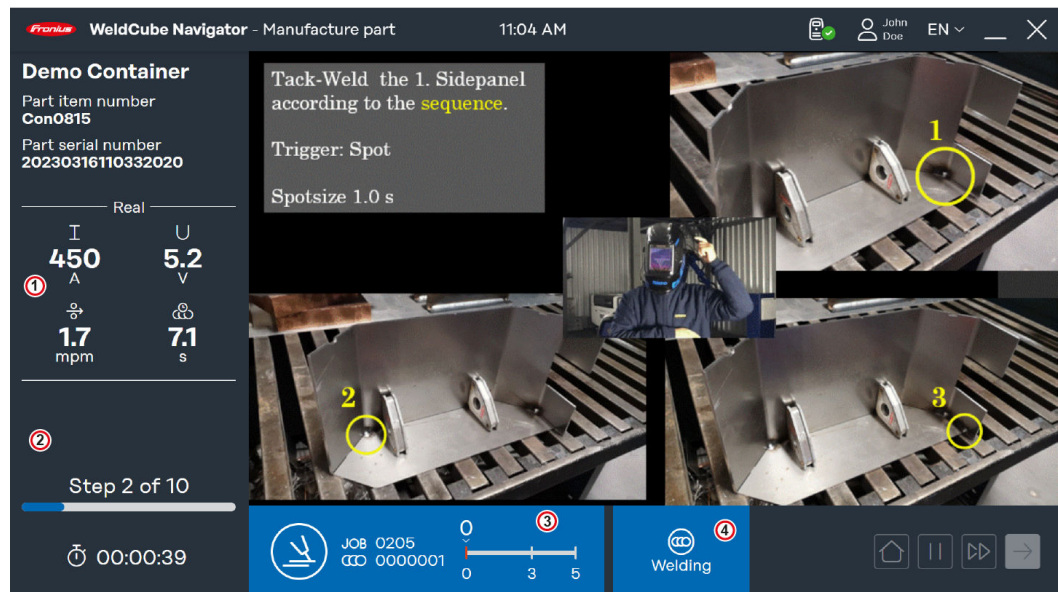 Fronius WeldCube Navigator - Manufacture part 11:04 AM John Doe EN
Demo Container
Part item number
Con0815
Part serial number
20230316110332020
Real
I U
450 5.2
A V
1.7 7.1
mpm s
1
2
Step 2 of 10
00:00:39
Tack-Weld the 1. Sidepanel
according to the sequence.
Trigger: Spot
Spotsize 1.0 s
1
2
3
JOB 0205
0000001
0
0 3 5
3
Welding
4